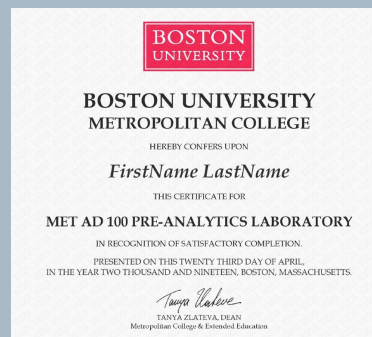 BOSTON
UNIVERSITY
BOSTON UNIVERSITY
METROPOLITAN COLLEGE
HEREBY CONFERS UPON
FirstName LastName
THIS CERTIFICATE FOR
MET AD 100 PRE-ANALYTICS LABORATORY
IN RECOGNITION OF SATISFACTORY COMPLETION.
PRESENTED ON THIS TWENTY THIRD DAY OF APRIL,
IN THE YEAR TWO THOUSAND AND NINETEEN, BOSTON, MASSACHUSETTS.
Tanya Zlateva
TANYA ZLATEVA, DEAN
Metropolitan College & Extended Education